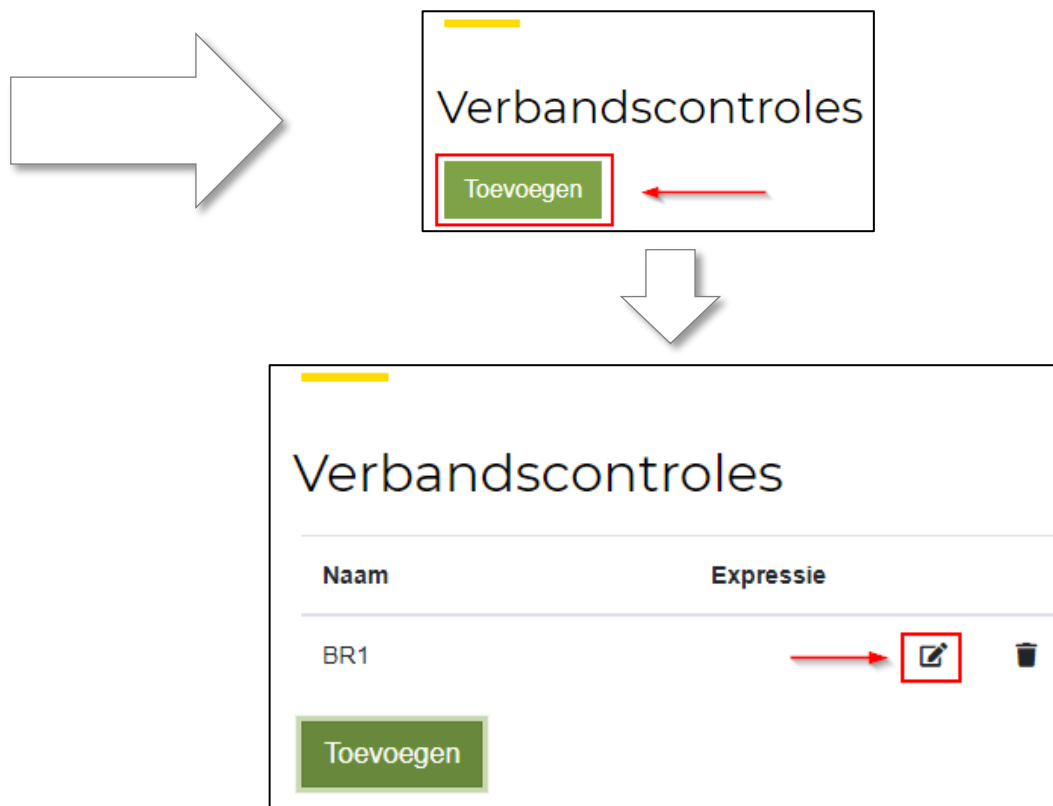 Verbandscontroles
Toevoegen
Verbandscontroles
Naam Expressie
BR1
Toevoegen